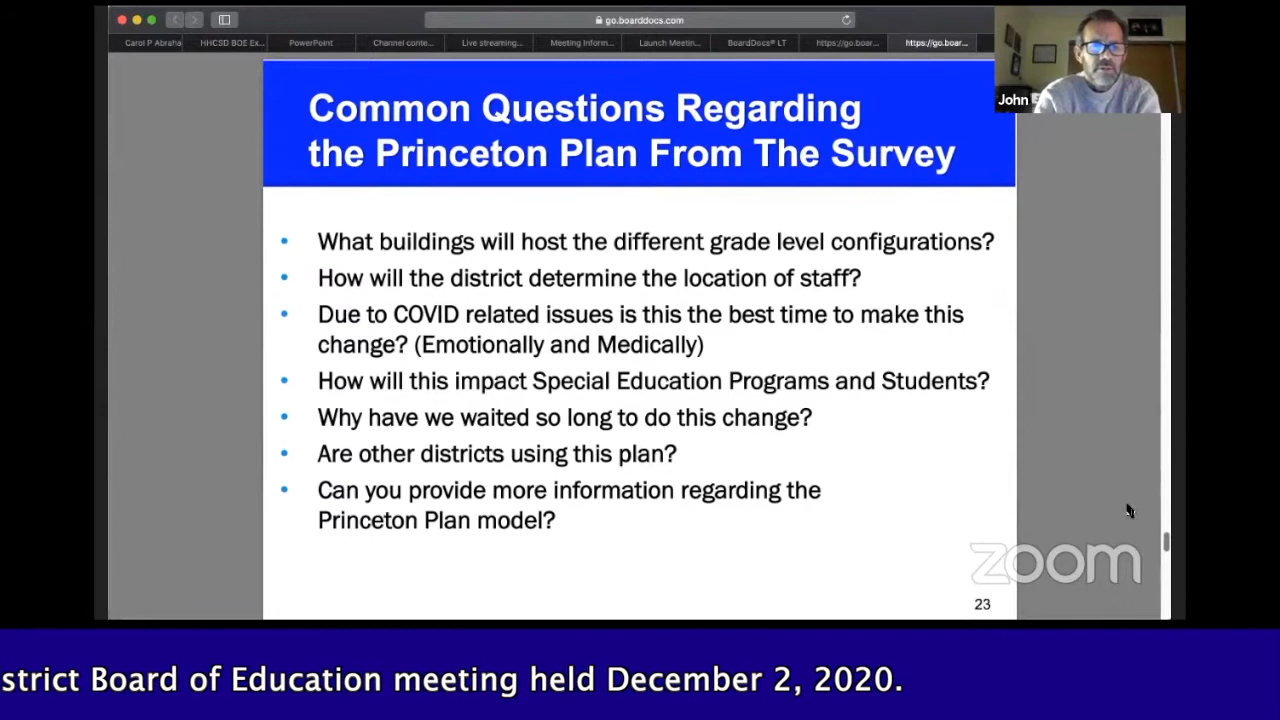 go.boarddocs.com
Carol P Abraha
HHCSD BOE Ex...
PowerPoint
Channel conte...
Live streaming...
Meeting Inform...
Launch Meetin...
BoardDocs® LT
https://go.boar...
https://go.boar...
John
Common Questions Regarding
the Princeton Plan From The Survey
• What buildings will host the different grade level configurations?
• How will the district determine the location of staff?
• Due to COVID related issues is this the best time to make this
change? (Emotionally and Medically)
• How will this impact Special Education Programs and Students?
• Why have we waited so long to do this change?
• Are other districts using this plan?
• Can you provide more information regarding the
Princeton Plan model?
zoom
23
strict Board of Education meeting held December 2, 2020.